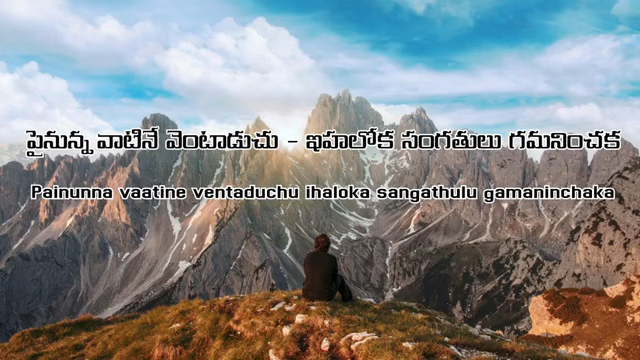 పైనున్న వాటినే వెంటాడుచు - ఇహలోక సంగతులు గమనించక
Painunna vaatine ventaduchu ihaloka sangathulu gamaninchaka